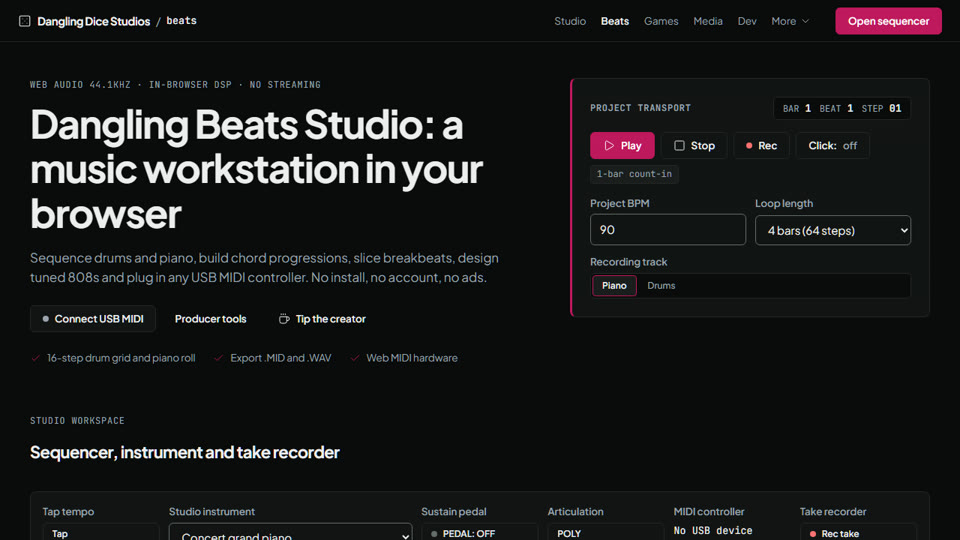 Dangling Dice Studios / beats
Studio Beats Games Media Dev More
Open sequencer
WEB AUDIO 44.1KHZ · IN-BROWSER DSP · NO STREAMING
Dangling Beats Studio: a
music workstation in your
browser
Sequence drums and piano, build chord progressions, slice breakbeats, design
tuned 808s and plug in any USB MIDI controller. No install, no account, no ads.
Connect USB MIDI
Producer tools
Tip the creator
16-step drum grid and piano roll
Export .MID and .WAV
Web MIDI hardware
PROJECT TRANSPORT
BAR 1 BEAT 1 STEP 01
Play
Stop
Rec
Click: off
1-bar count-in
Project BPM
90
Loop length
4 bars (64 steps)
Recording track
Piano
Drums
STUDIO WORKSPACE
Sequencer, instrument and take recorder
Tap tempo
Tap
Studio instrument
Concert grand piano
Sustain pedal
PEDAL: OFF
Articulation
POLY
MIDI controller
No USB device
Take recorder
Rec take